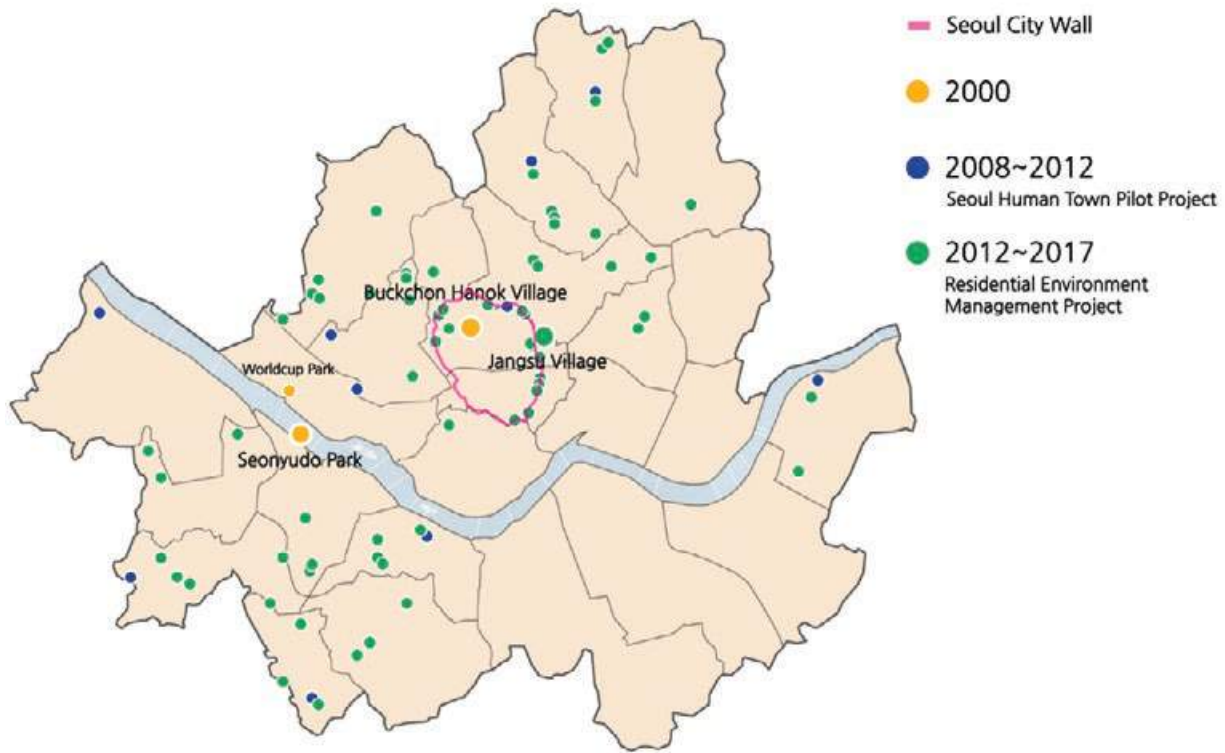 Seoul City Wall
2000
2008~2012
Seoul Human Town Pilot Project
2012~2017
Residential Environment
Management Project
Buckchon Hanok Village
Jangsu Village
Worldcup Park
Seonyudo Park